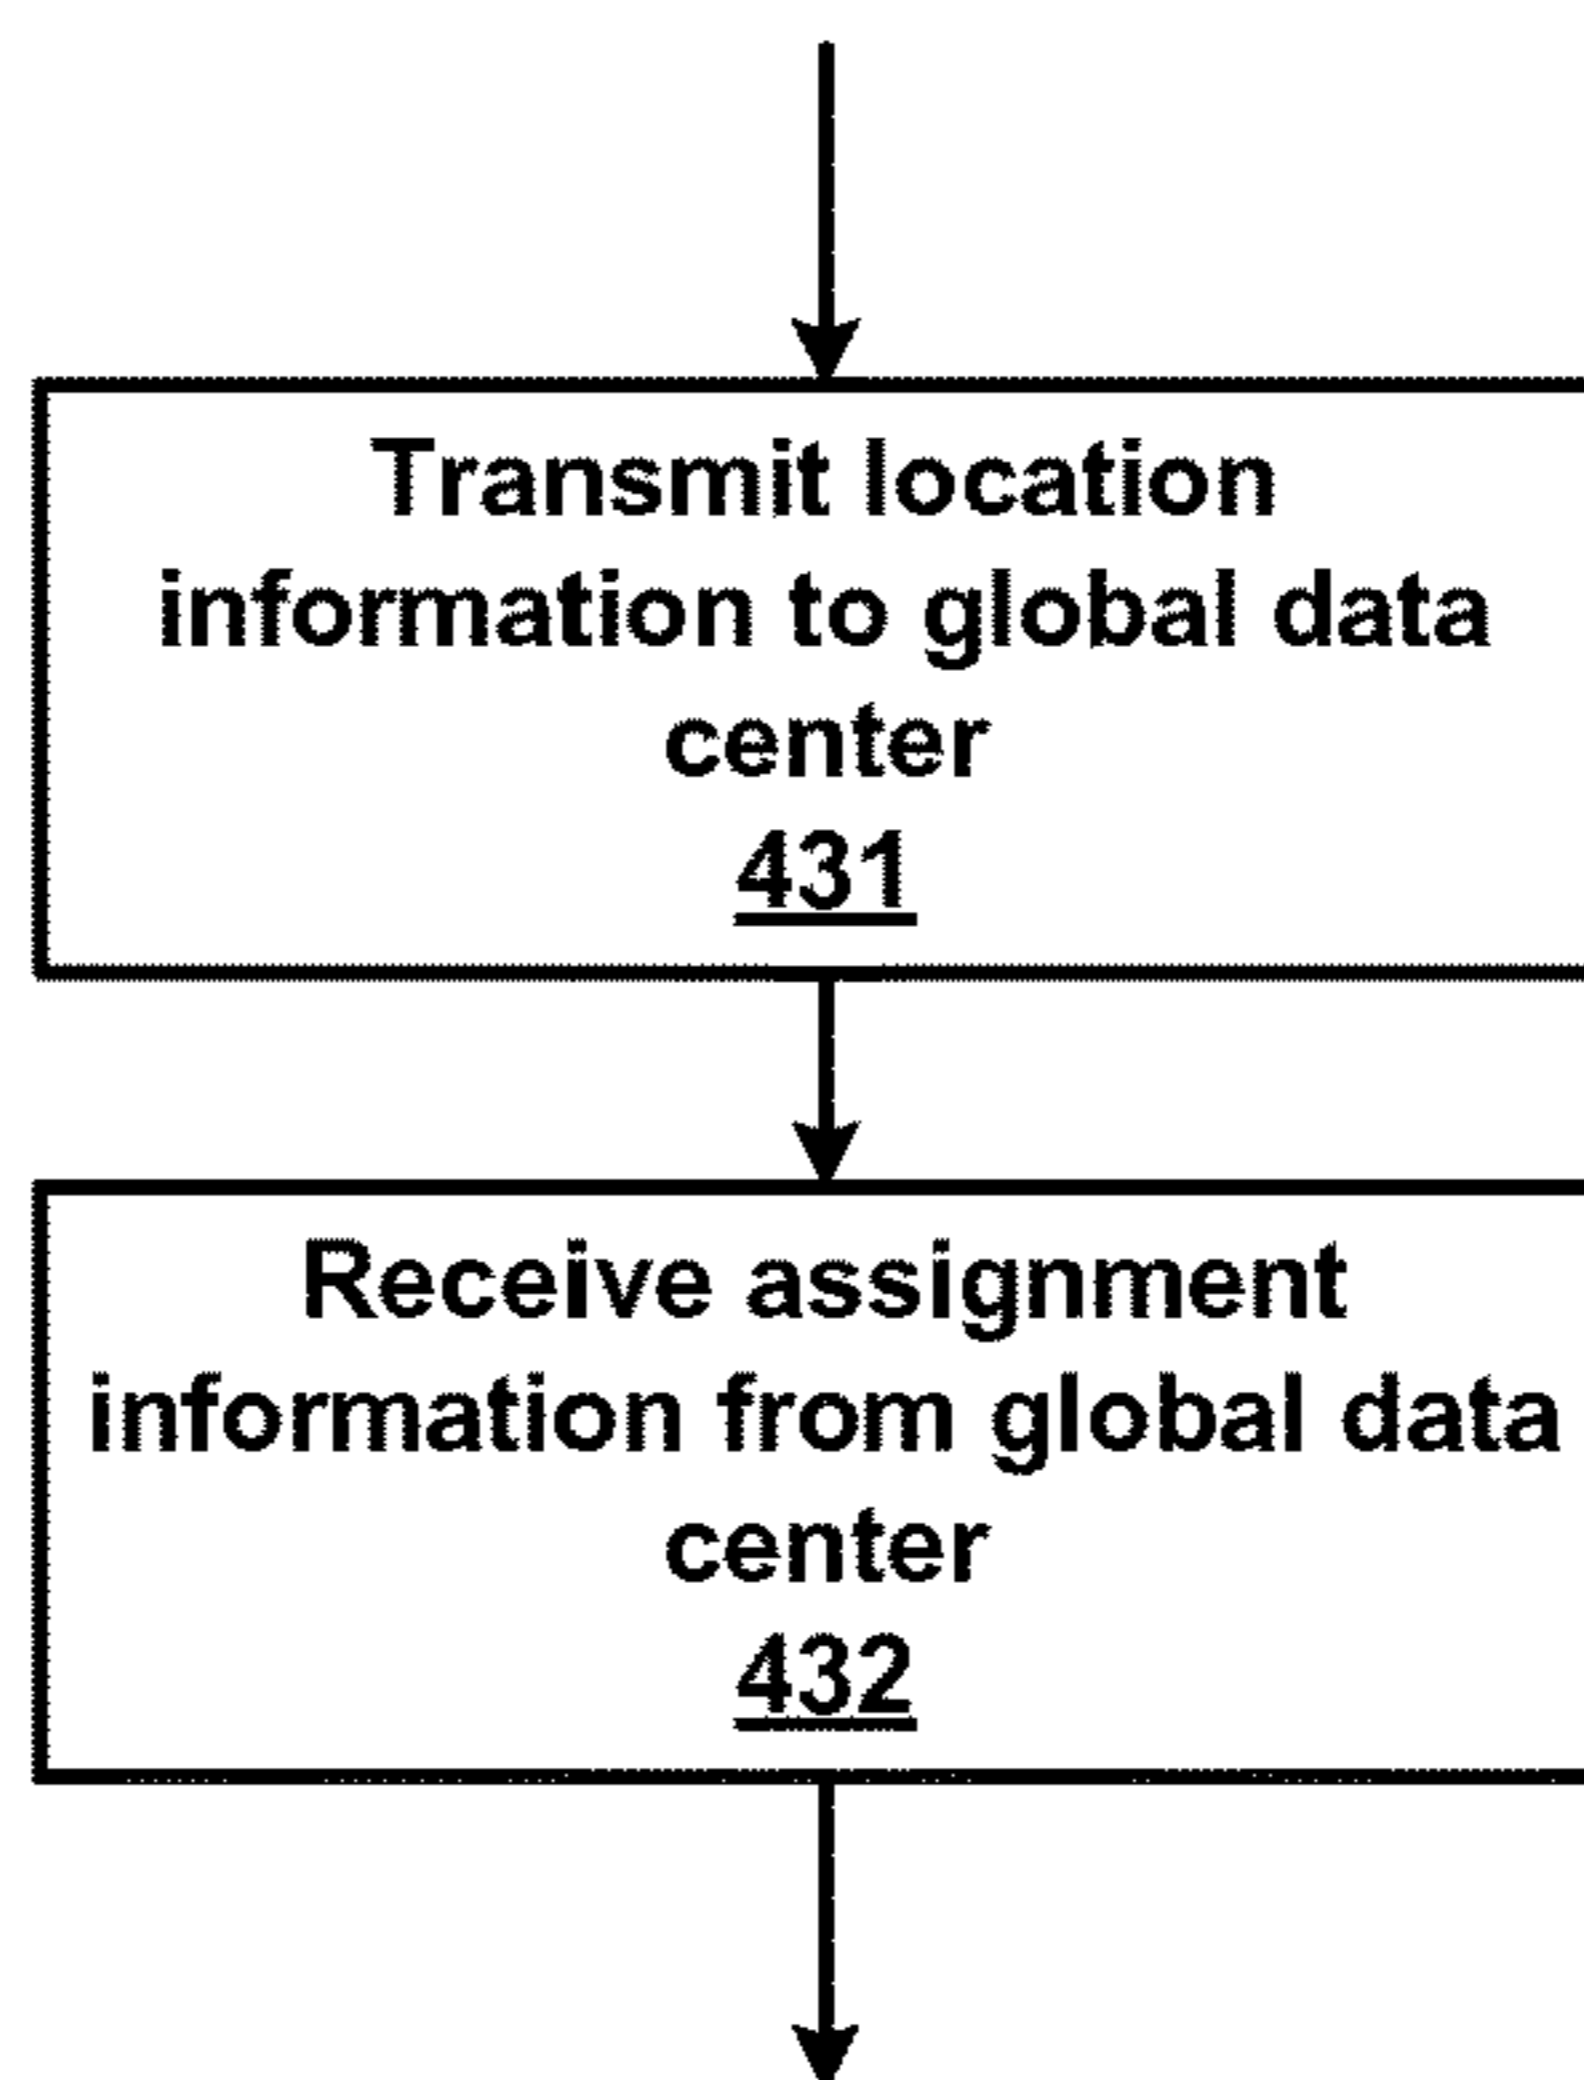 Transmit location
information to global data
center
431
Receive assignment
information from global data
center
432